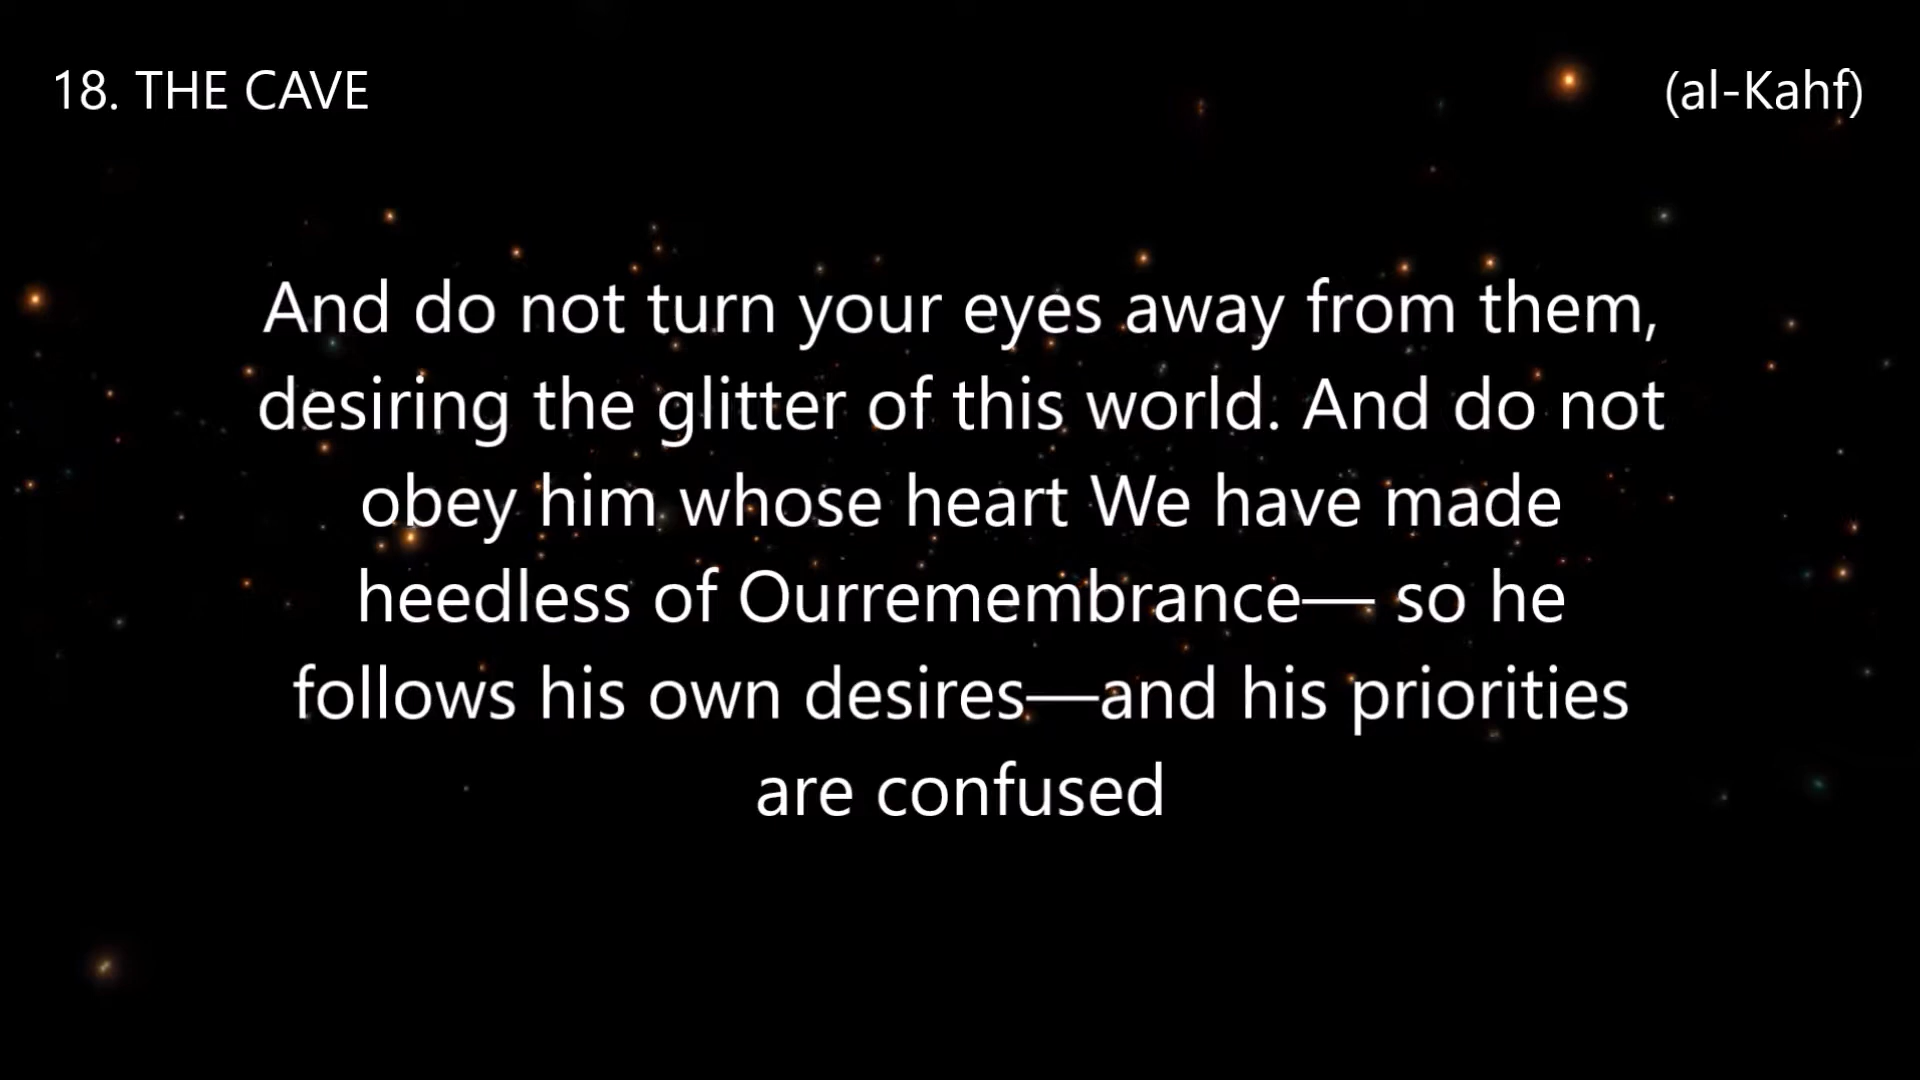 18. THE CAVE
(al-Kahf)
And do not turn your eyes away from them,
desiring the glitter of this world. And do not
obey him whose heart We have made
heedless of Ourremembrance— so he
follows his own desires—and his priorities
are confused